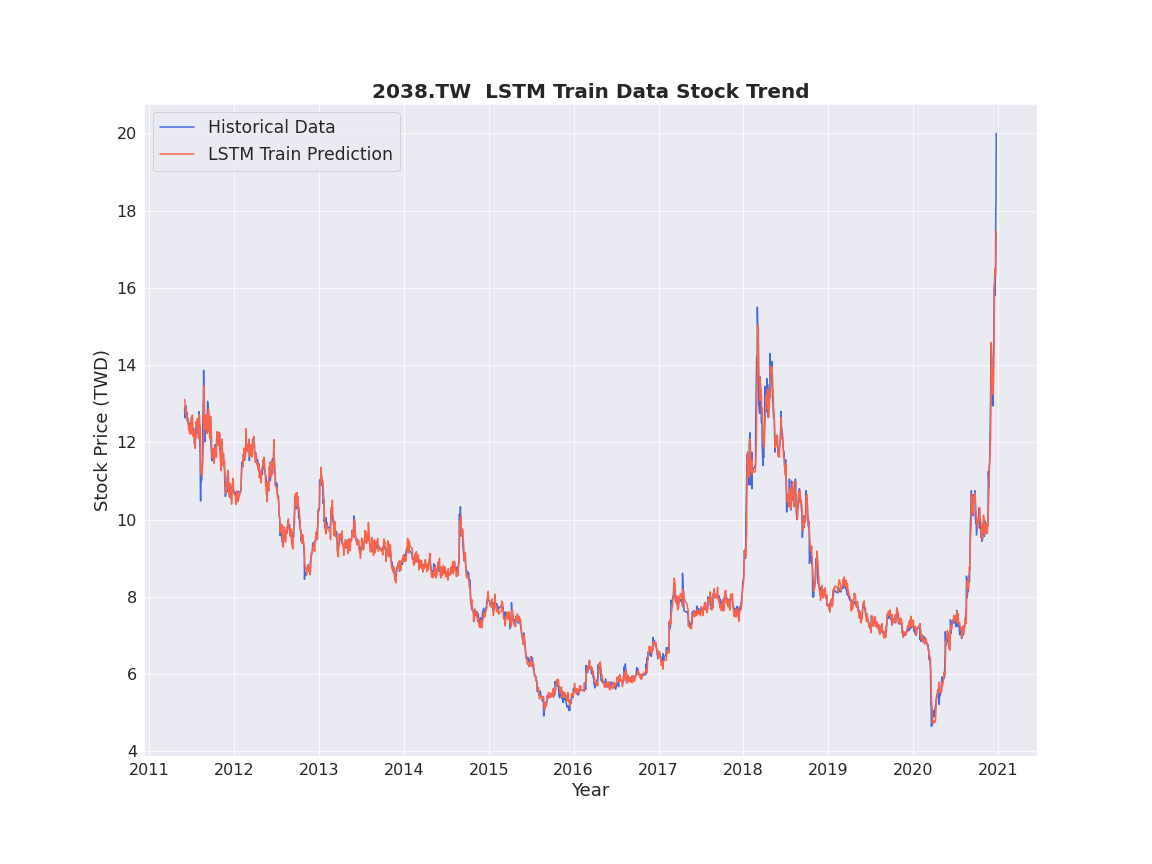 2038.TW  LSTM Train Data Stock Trend
Historical Data
LSTM Train Prediction
Stock Price (TWD)
20
18
16
14
12
10
8
6
4
2011 2012 2013 2014 2015 2016 2017 2018 2019 2020 2021
Year